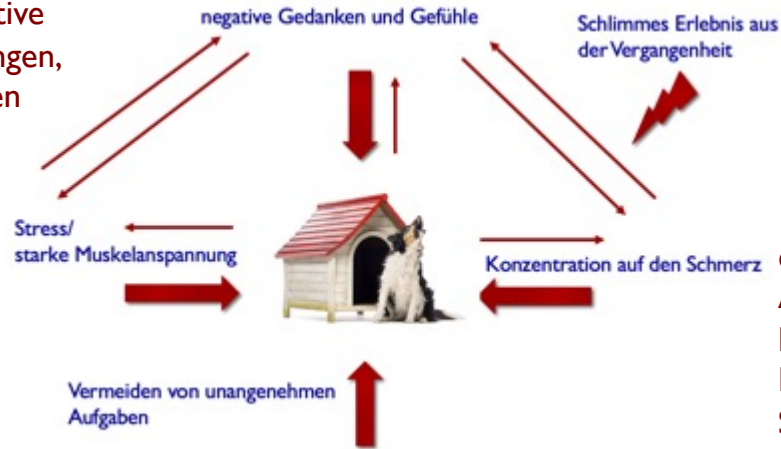 negative Gedanken und Gefühle
Schlimmes Erlebnis aus
der Vergangenheit
Stress/
starke Muskelanspannung
Konzentration auf den Schmerz
Vermeiden von unangenehmen
Aufgaben